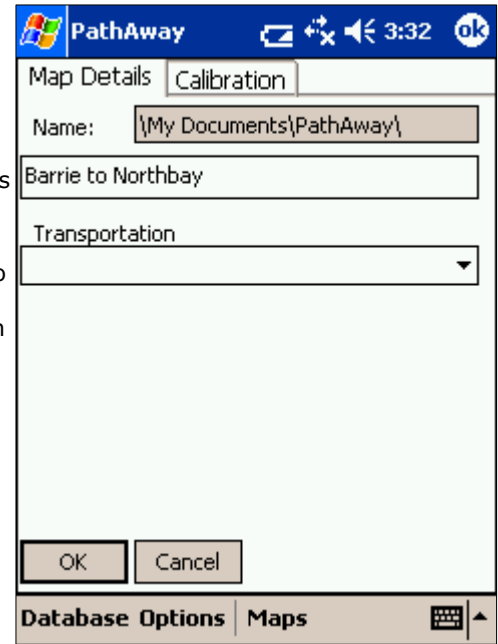 PathAway 3:32 ok
Map Details Calibration
Name: \My Documents\PathAway\
s
Barrie to Northbay
Transportation
OK Cancel
Database Options Maps